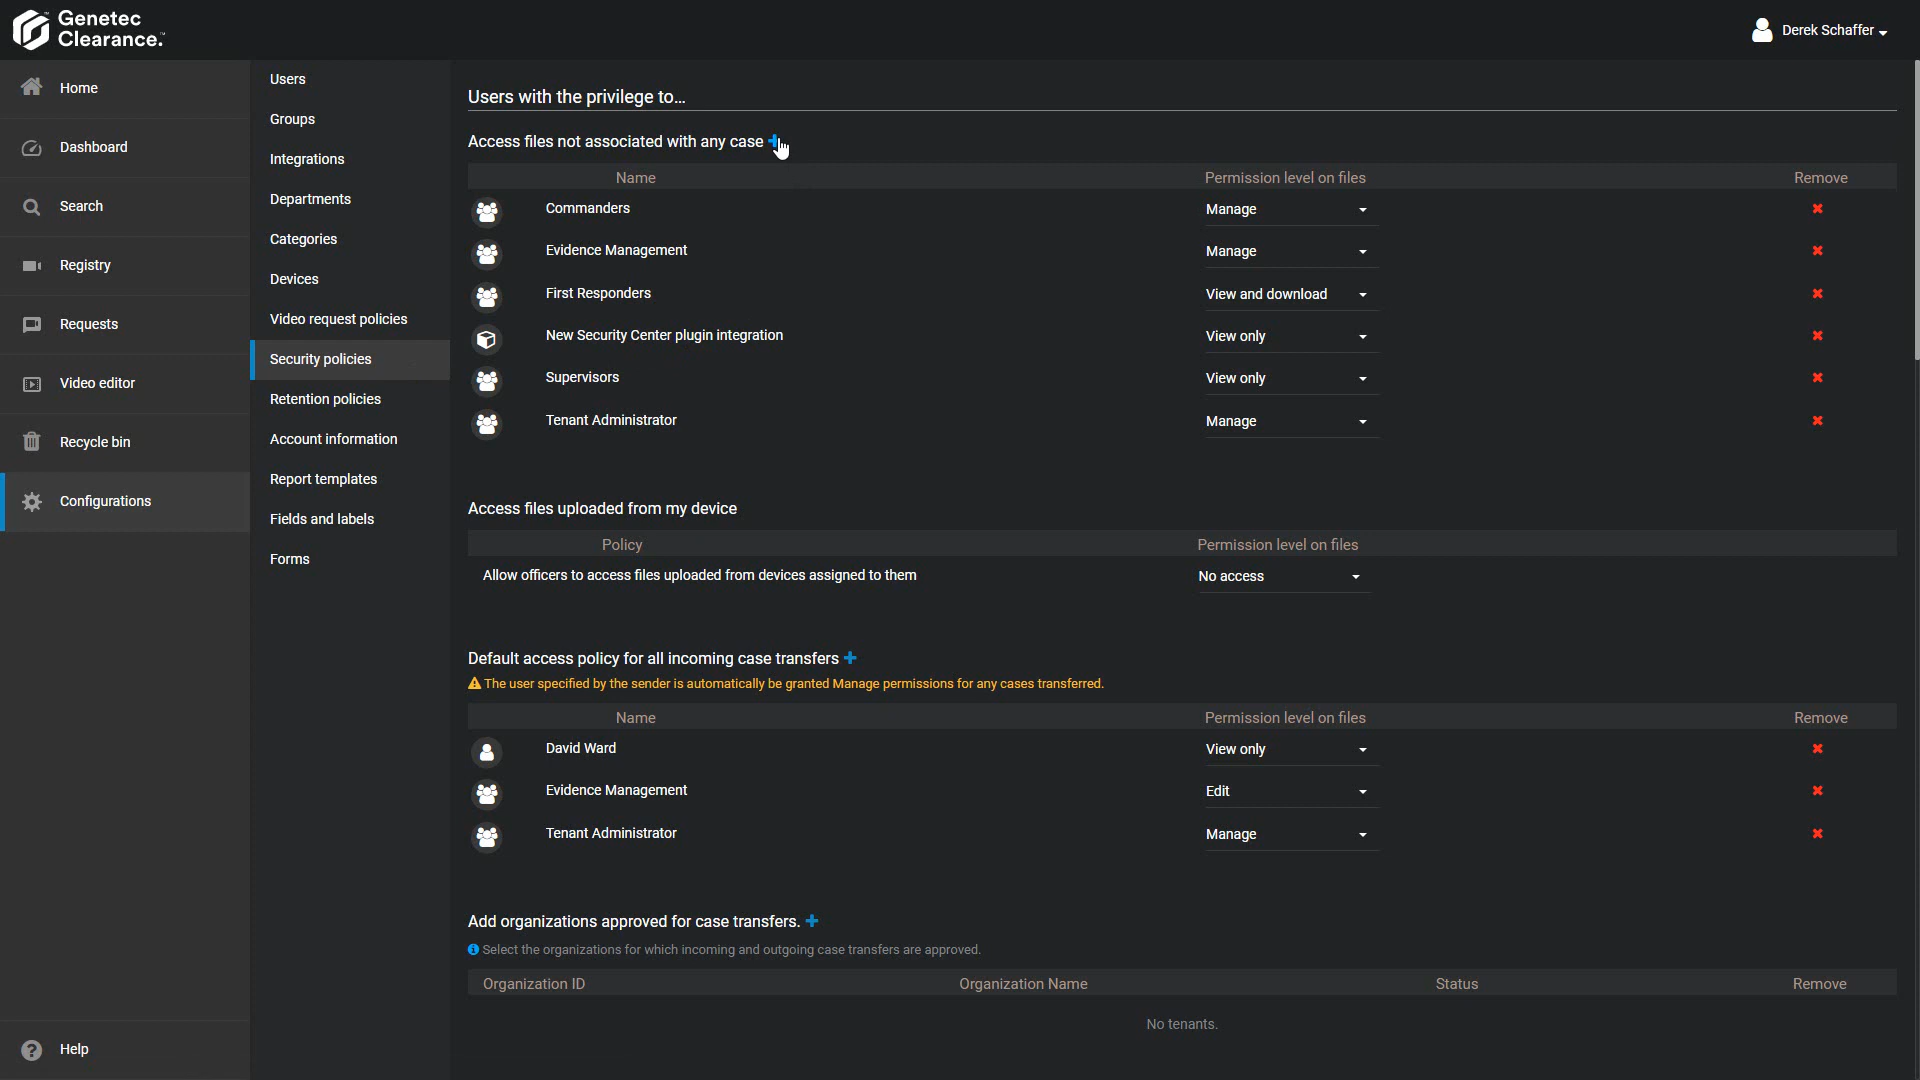 Genetec
Clearance.™
Derek Schaffer
Home
Dashboard
Search
Registry
Requests
Video editor
Recycle bin
Configurations
Help
Users
Groups
Integrations
Departments
Categories
Devices
Video request policies
Security policies
Retention policies
Account information
Report templates
Fields and labels
Forms
Users with the privilege to...
Access files not associated with any case
Name Permission level on files Remove
Commanders Manage
Evidence Management Manage
First Responders View and download
New Security Center plugin integration View only
Supervisors View only
Tenant Administrator Manage
Access files uploaded from my device
Policy Permission level on files
Allow officers to access files uploaded from devices assigned to them No access
Default access policy for all incoming case transfers
The user specified by the sender is automatically be granted Manage permissions for any cases transferred.
Name Permission level on files Remove
David Ward View only
Evidence Management Edit
Tenant Administrator Manage
Add organizations approved for case transfers.
Select the organizations for which incoming and outgoing case transfers are approved.
Organization ID Organization Name Status Remove
No tenants.